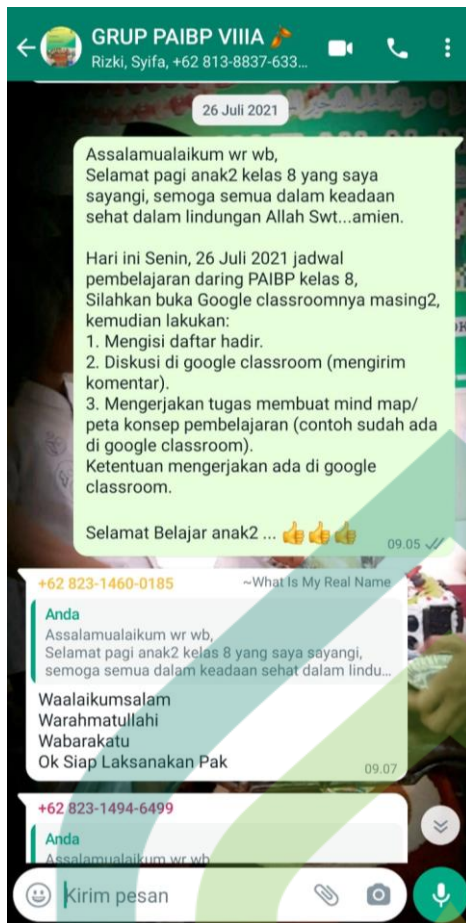 GRUP PAIBP VIIIA
Rizki, Syifa, +62 813-8837-633...
26 Juli 2021
Assalamualaikum wr wb,
Selamat pagi anak2 kelas 8 yang saya
sayangi, semoga semua dalam keadaan
sehat dalam lindungan Allah Swt...amien.
Hari ini Senin, 26 Juli 2021 jadwal
pembelajaran daring PAIBP kelas 8,
Silahkan buka Google classroomnya masing2,
kemudian lakukan:
1. Mengisi daftar hadir.
2. Diskusi di google classroom (mengirim
komentar).
3. Mengerjakan tugas membuat mind map/
peta konsep pembelajaran (contoh sudah ada
di google classroom).
Ketentuan mengerjakan ada di google
classroom.
Selamat Belajar anak2 ... 👍👍👍
09.05
+62 823-1460-0185 ~What Is My Real Name
Anda
Assalamualaikum wr wb,
Selamat pagi anak2 kelas 8 yang saya sayangi,
semoga semua dalam keadaan sehat dalam lindu...
Waalaikumsalam
Warahmatullahi
Wabarakatu
Ok Siap Laksanakan Pak
09.07
+62 823-1494-6499
Anda
Assalamualaikum wr wb
Kirim pesan